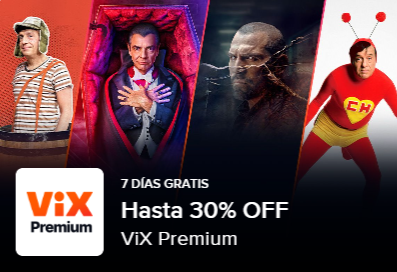 CH
ViX
Premium
7 DÍAS GRATIS
Hasta 30% OFF
ViX Premium